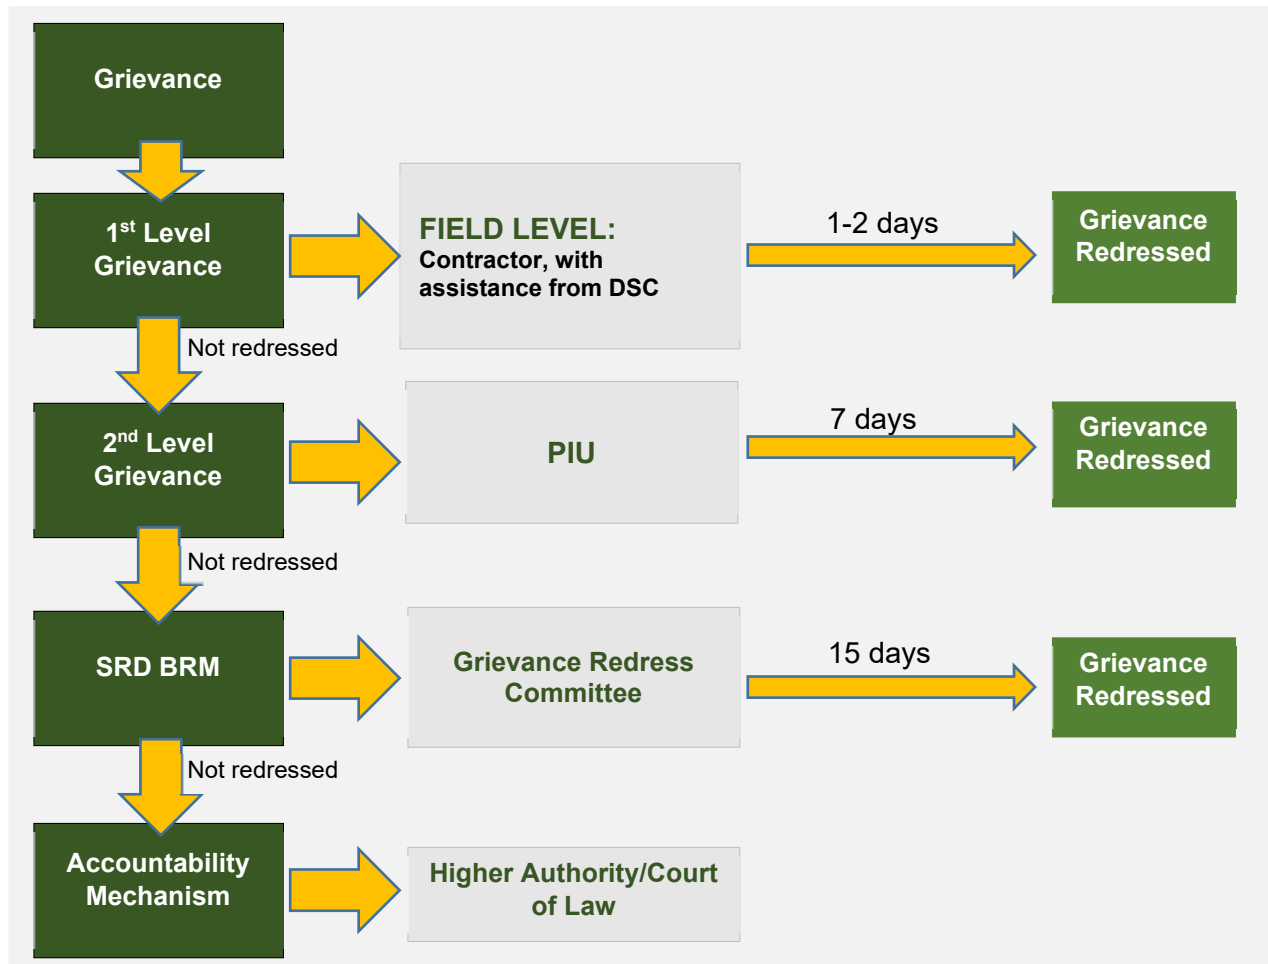 Grievance
1st Level
Grievance
FIELD LEVEL:
Contractor, with
assistance from DSC
1-2 days
Grievance
Redressed
Not redressed
2nd Level
Grievance
PIU
7 days
Grievance
Redressed
Not redressed
SRD BRM
Grievance Redress
Committee
15 days
Grievance
Redressed
Not redressed
Accountability
Mechanism
Higher Authority/Court
of Law